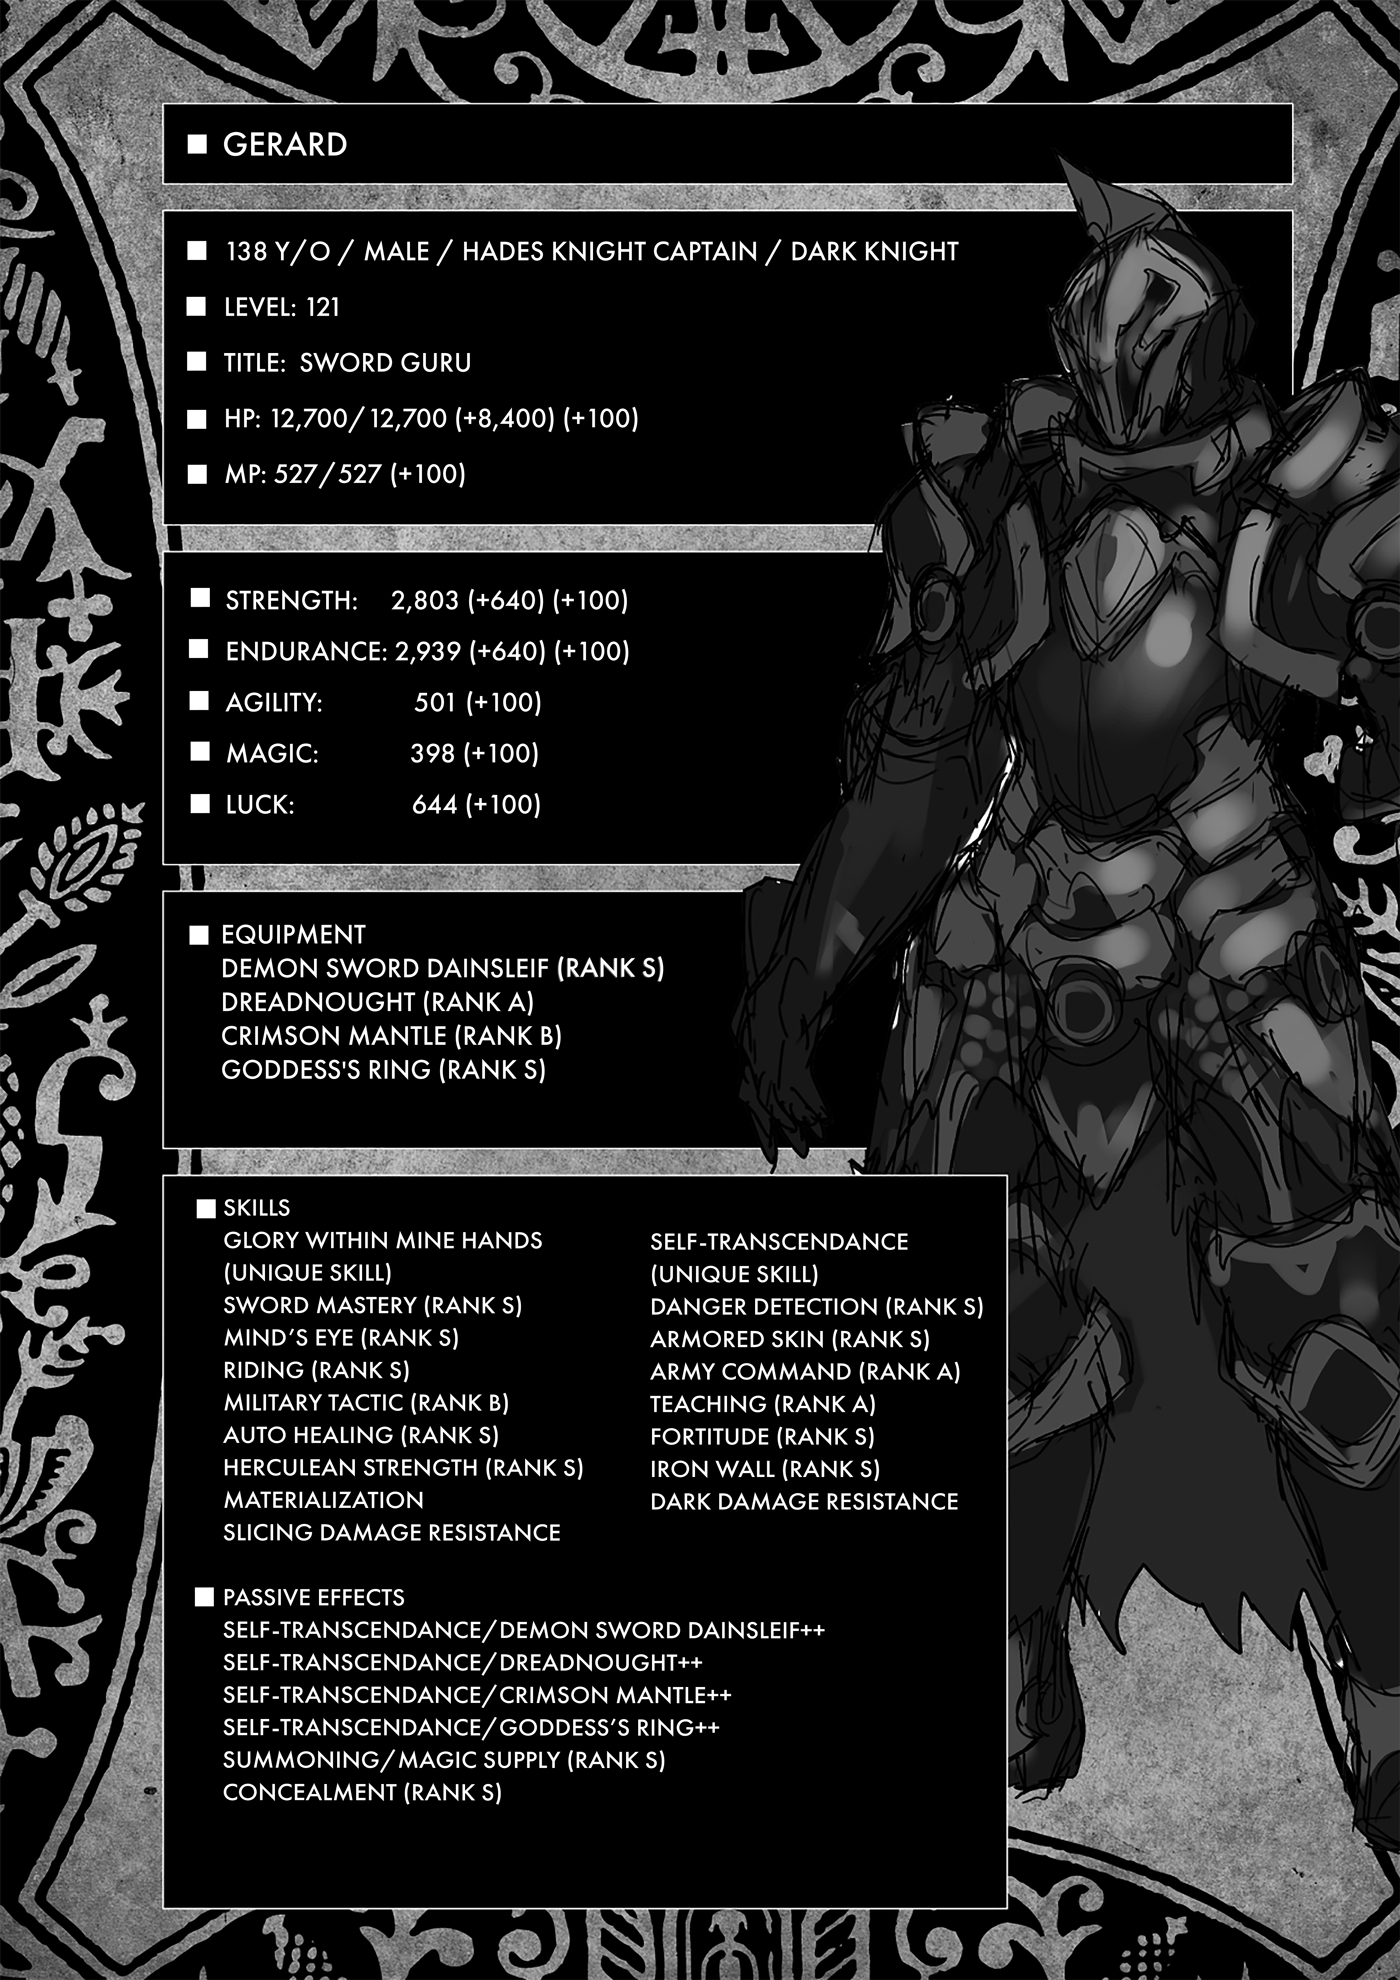 GERARD
138 Y/O / MALE / HADES KNIGHT CAPTAIN / DARK KNIGHT
LEVEL: 121
TITLE: SWORD GURU
HP: 12,700/12,700 (+8,400) (+100)
MP: 527/527 (+100)
STRENGTH: 2,803 (+640) (+100)
ENDURANCE: 2,939 (+640) (+100)
AGILITY: 501 (+100)
MAGIC: 398 (+100)
LUCK: 644 (+100)
EQUIPMENT
DEMON SWORD DAINSLEIF (RANK S)
DREADNOUGHT (RANK A)
CRIMSON MANTLE (RANK B)
GODDESS'S RING (RANK S)
SKILLS
GLORY WITHIN MINE HANDS
(UNIQUE SKILL)
SWORD MASTERY (RANK S)
MIND’S EYE (RANK S)
RIDING (RANK S)
MILITARY TACTIC (RANK B)
AUTO HEALING (RANK S)
HERCULEAN STRENGTH (RANK S)
MATERIALIZATION
SLICING DAMAGE RESISTANCE
SELF-TRANSCENDANCE
(UNIQUE SKILL)
DANGER DETECTION (RANK S)
ARMORED SKIN (RANK S)
ARMY COMMAND (RANK A)
TEACHING (RANK A)
FORTITUDE (RANK S)
IRON WALL (RANK S)
DARK DAMAGE RESISTANCE
PASSIVE EFFECTS
SELF-TRANSCENDANCE/DEMON SWORD DAINSLEIF++
SELF-TRANSCENDANCE/DREADNOUGHT++
SELF-TRANSCENDANCE/CRIMSON MANTLE++
SELF-TRANSCENDANCE/GODDESS’S RING++
SUMMONING/MAGIC SUPPLY (RANK S)
CONCEALMENT (RANK S)